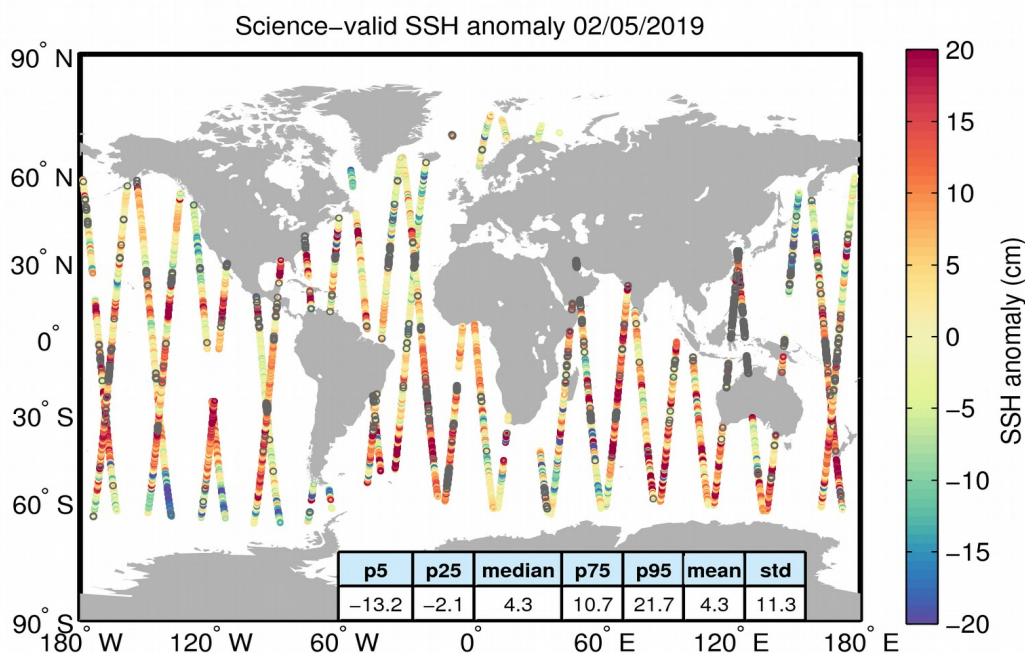 Science−valid SSH anomaly 02/05/2019
90° N
60° N
30° N
0°
30° S
60° S
90° S
180° W
120° W
60° W
0°
60° E
120° E
180° E
p5 p25 median p75 p95 mean std
−13.2 −2.1 4.3 10.7 21.7 4.3 11.3
20
15
10
5
0
−5
−10
−15
−20
SSH anomaly (cm)